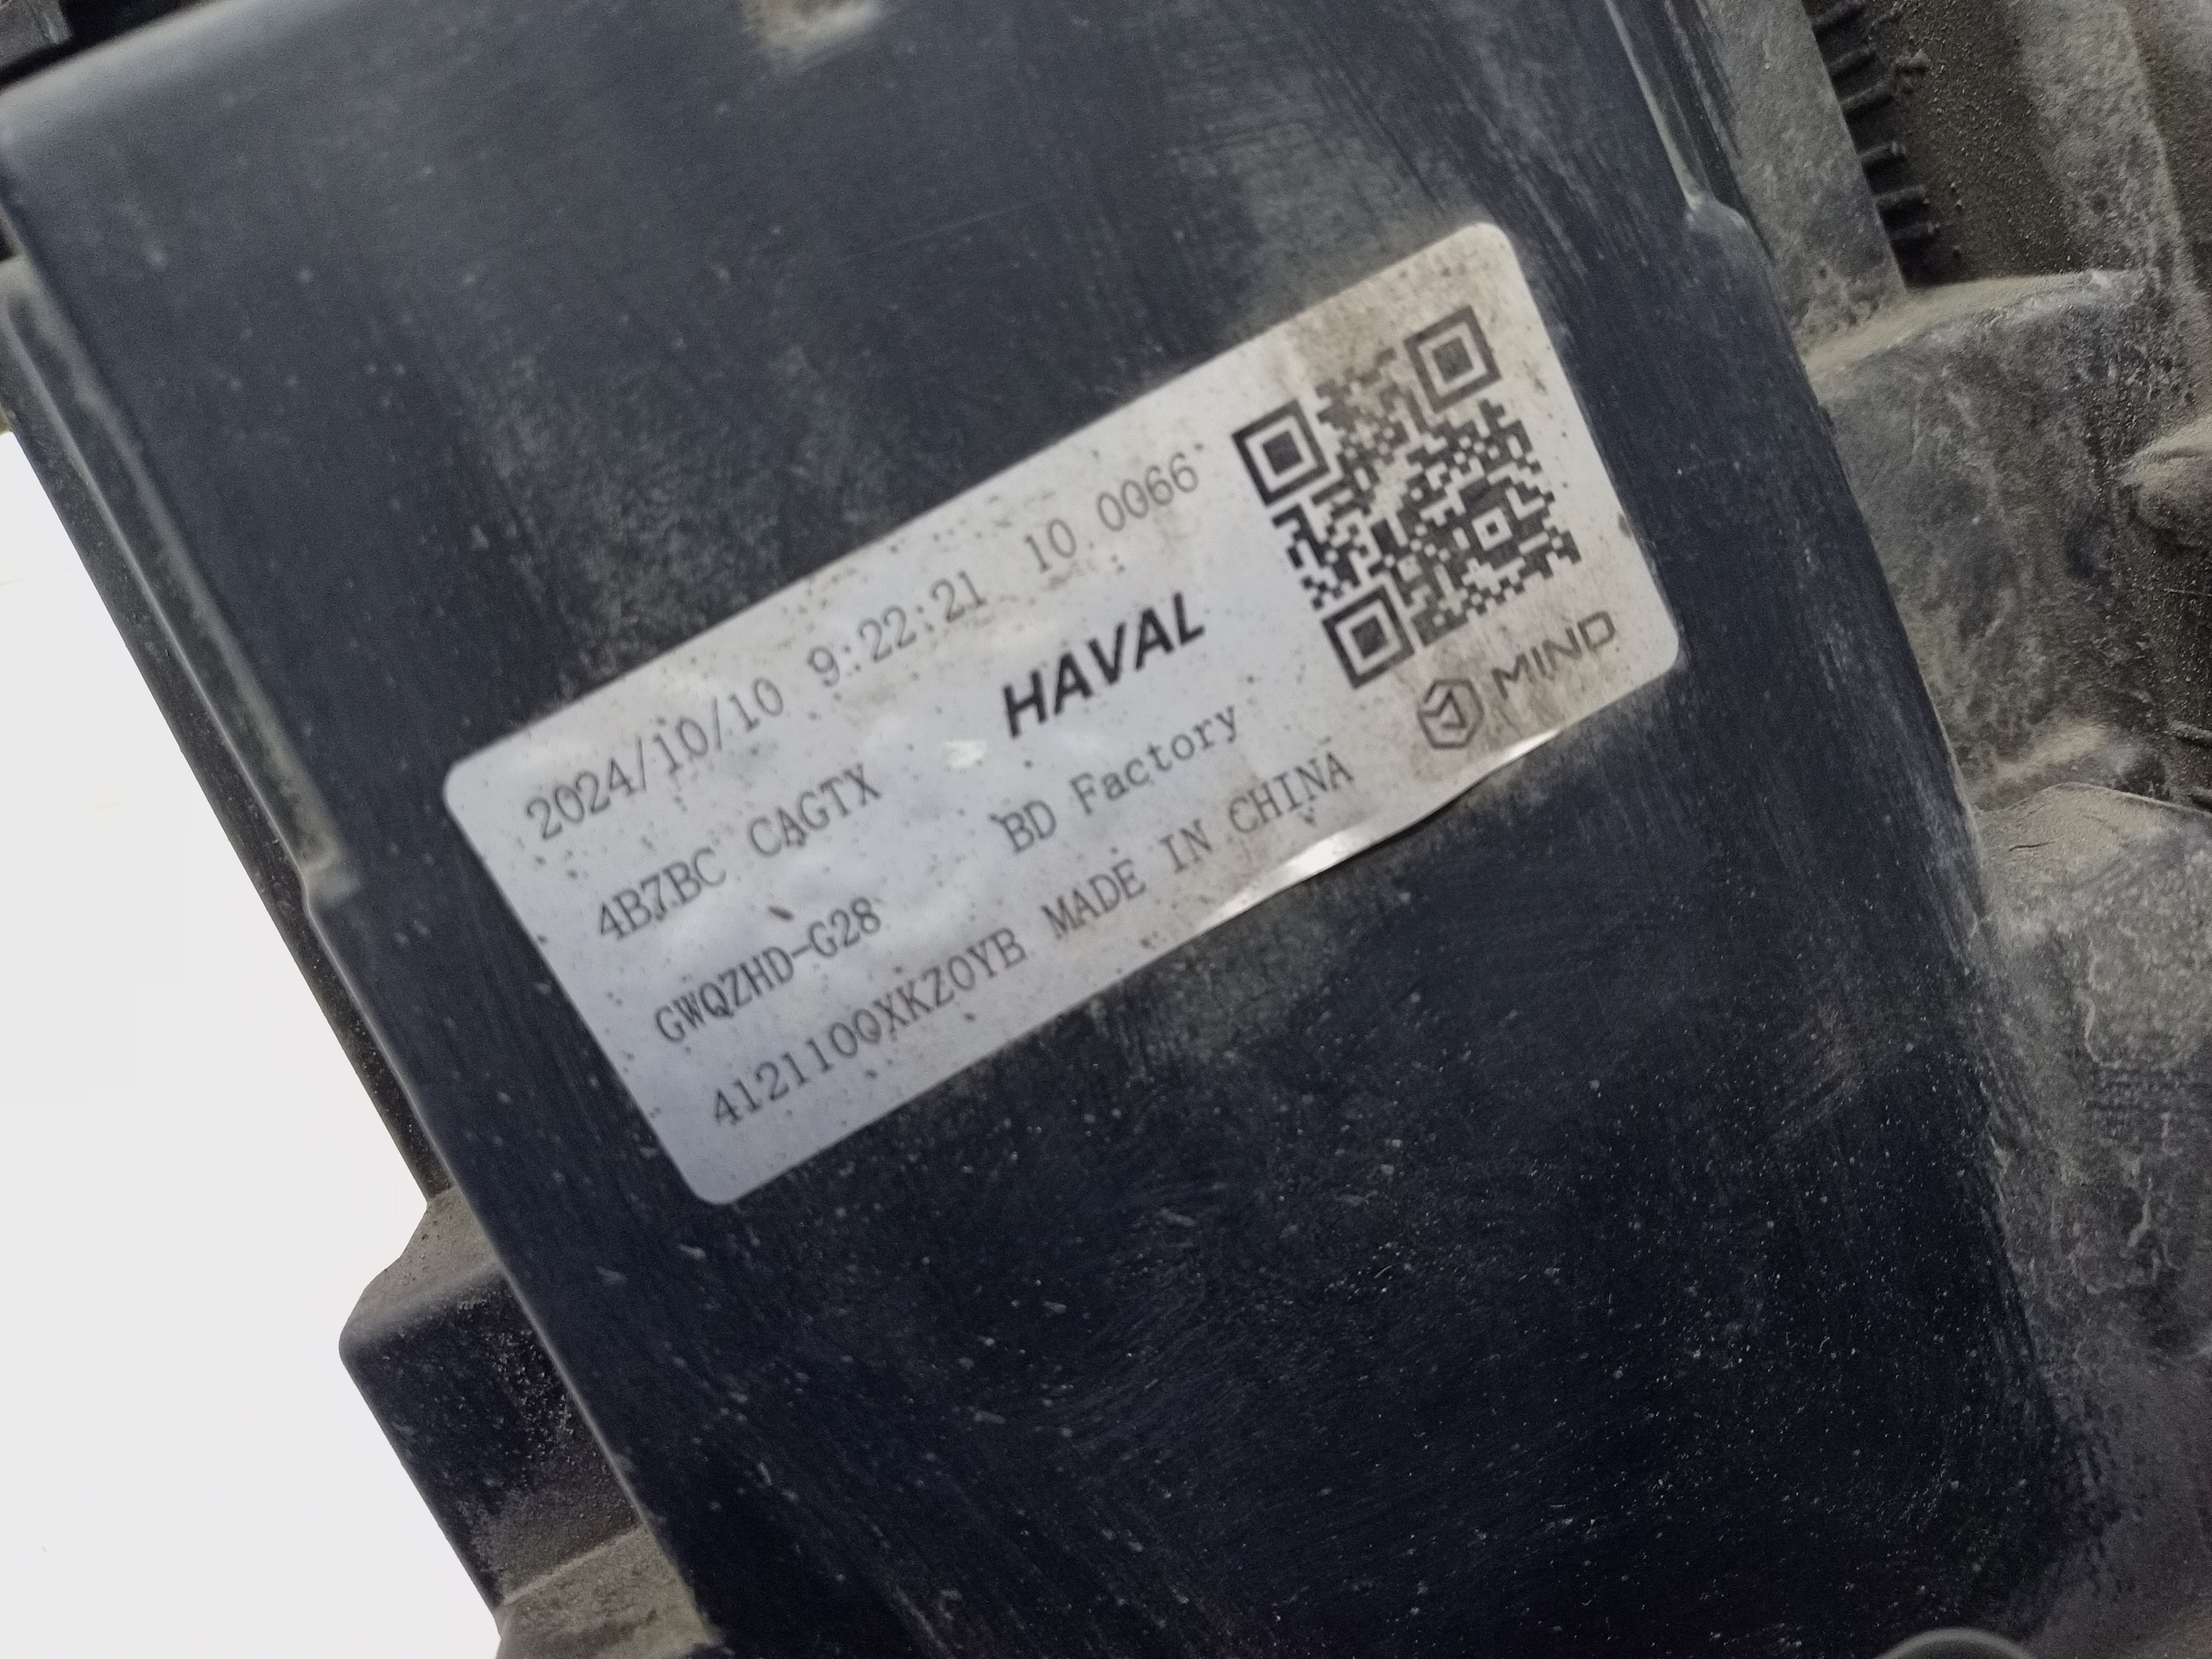 2024/10/10 9:22:21 10 0066
4B7BC CAGTX HAVAL
GWQZHD-G28 BD Factory
412110QXKZ0YB MADE IN CHINA
MIND